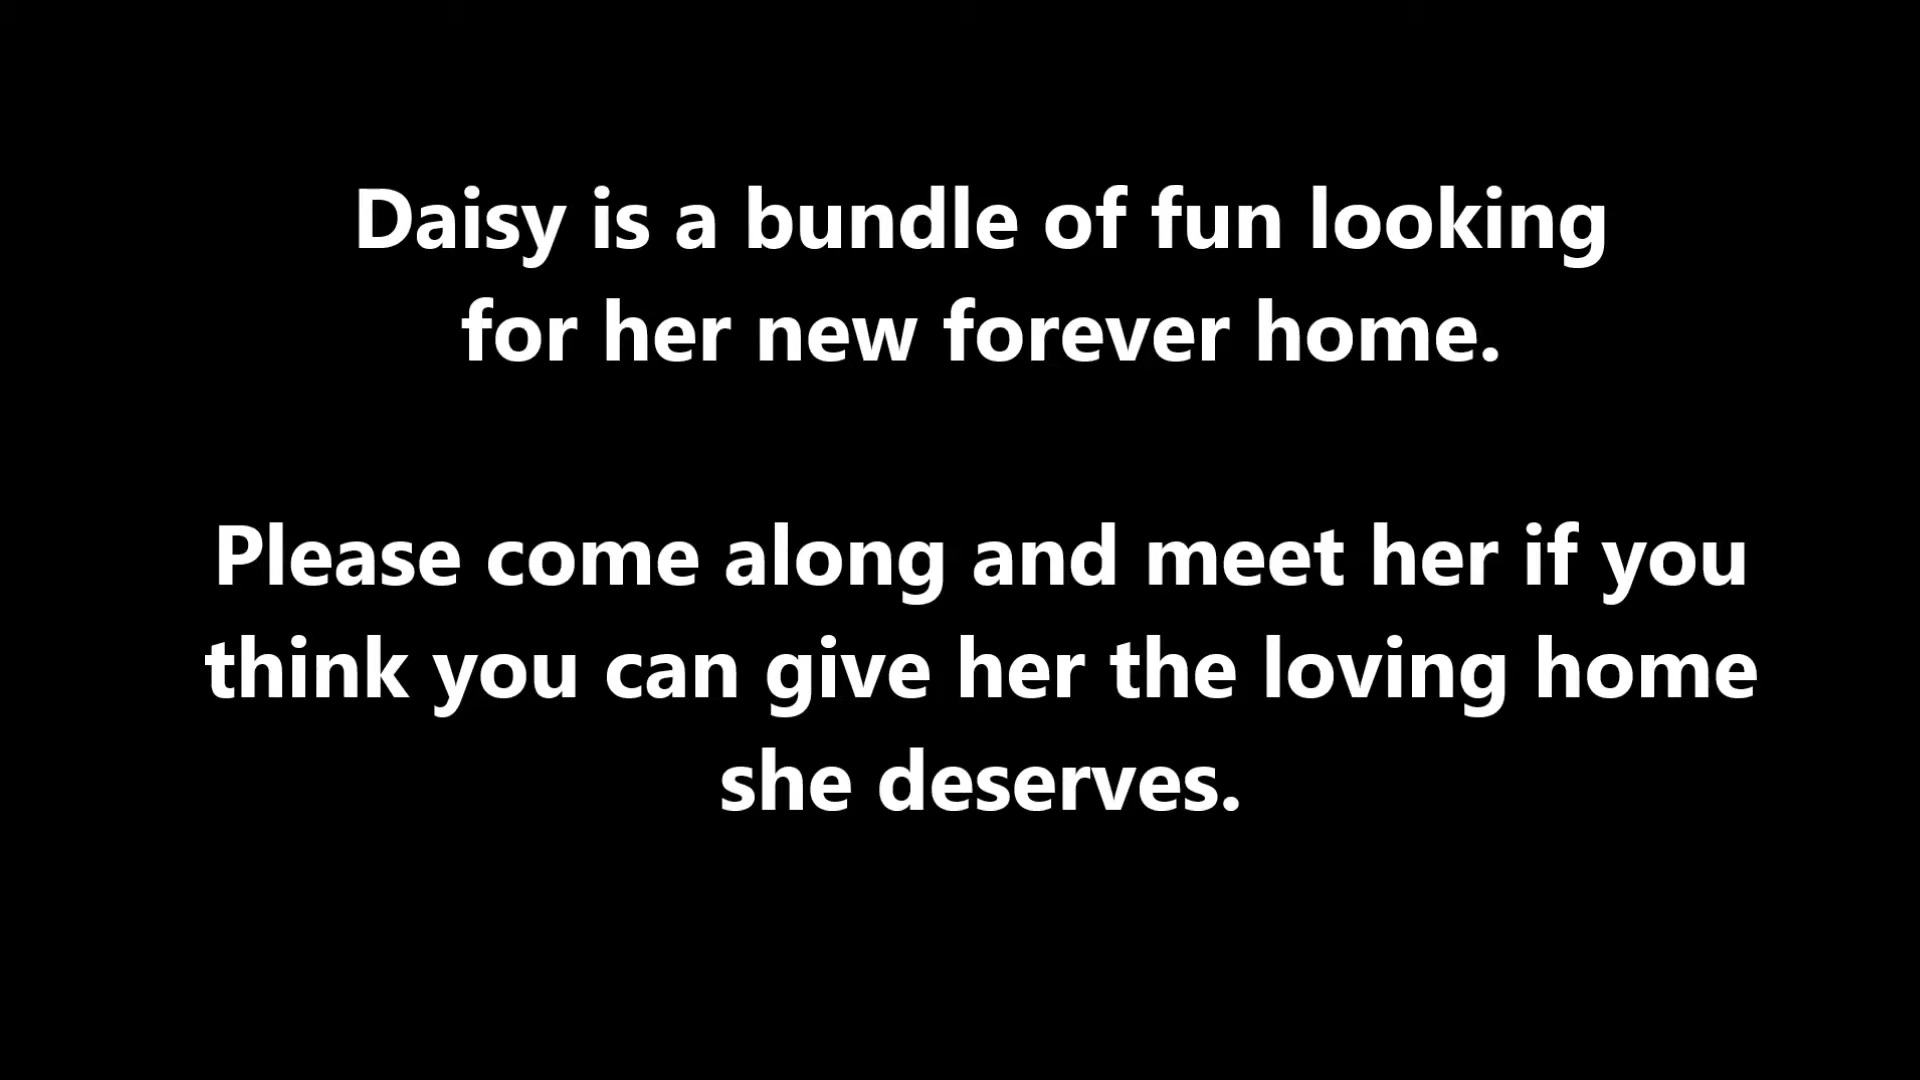 Daisy is a bundle of fun looking
for her new forever home.
Please come along and meet her if you
think you can give her the loving home
she deserves.